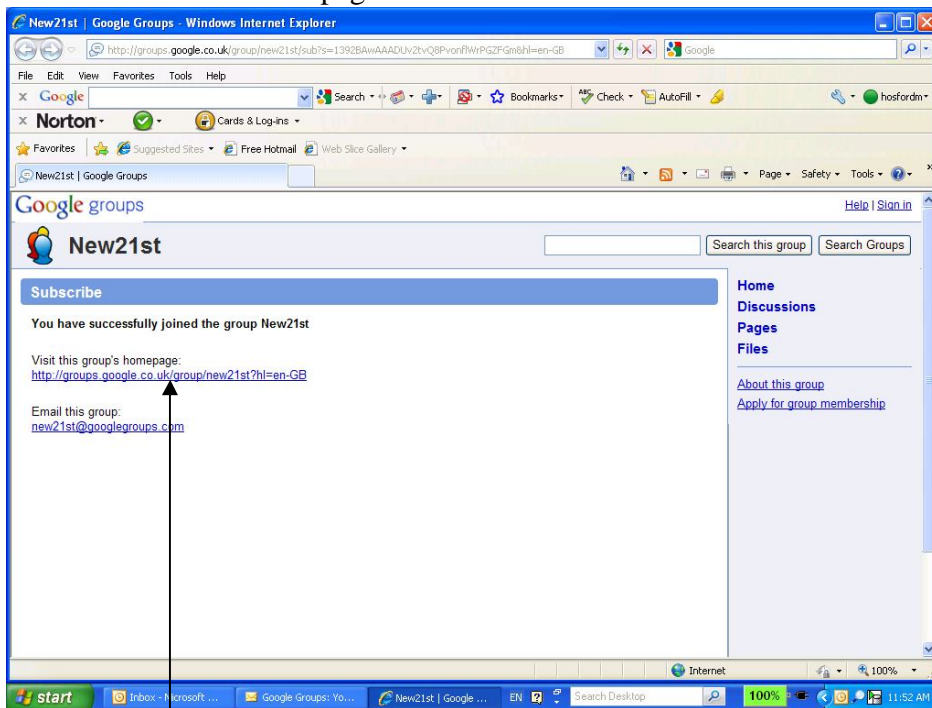 page
New21st | Google Groups - Windows Internet Explorer
http://groups.google.co.uk/group/new21st/sub?s=1392BAwAAADUv2tvQ8PvonflWrPGZFGm&hl=en-GB
Google
File Edit View Favorites Tools Help
x Google Search Bookmarks Check AutoFill hosfordm
x Norton Cards & Log-ins
Favorites Suggested Sites Free Hotmail Web Slice Gallery
New21st | Google Groups Page Safety Tools
Google groups Help | Sign in
New21st Search this group Search Groups
Subscribe
You have successfully joined the group New21st
Visit this group's homepage:
http://groups.google.co.uk/group/new21st?hl=en-GB
Email this group:
new21st@googlegroups.com
Home
Discussions
Pages
Files
About this group
Apply for group membership
Internet 100%
start Inbox - Microsoft ... Google Groups: Yo... New21st | Google ... EN Search Desktop 100% 11:52 AM